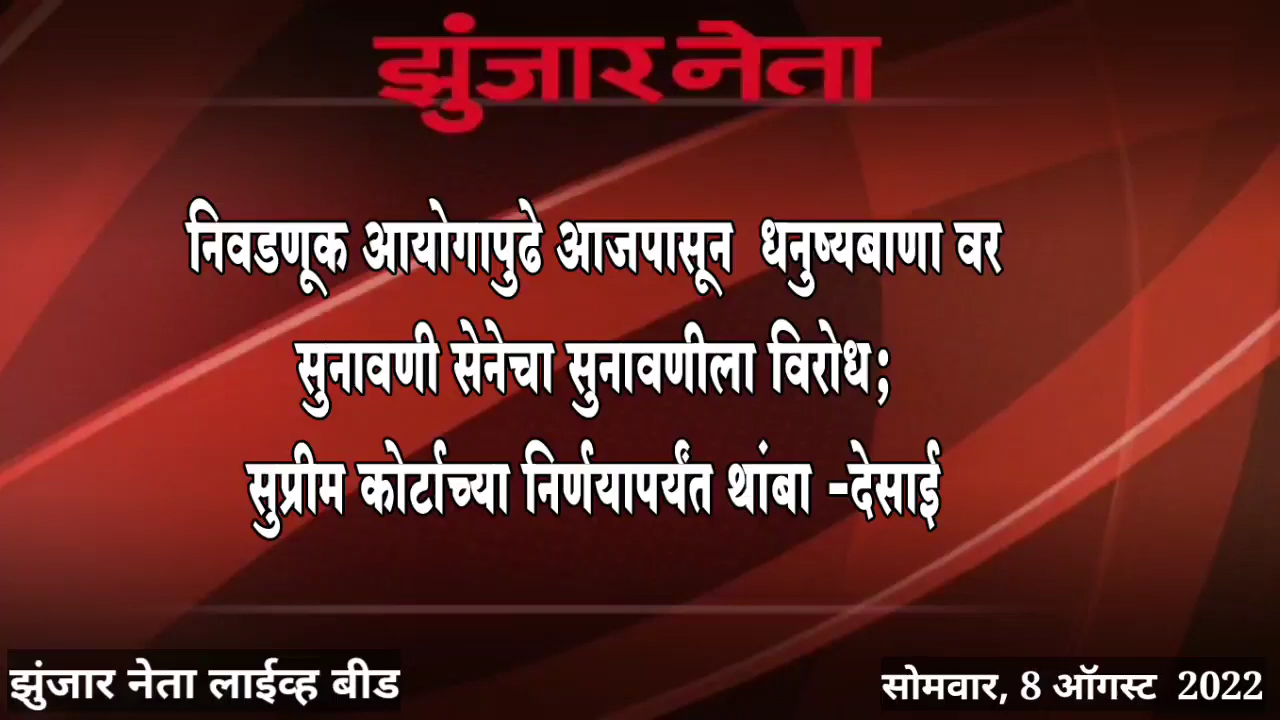 झुंजार नेता
निवडणूक आयोगापुढे आजपासून धनुष्यबाणा वर
सुनावणी सेनेचा सुनावणीला विरोध;
सुप्रीम कोर्टाच्या निर्णयापर्यंत थांबा -देसाई
झुंजार नेता लाईव्ह बीड
सोमवार, 8 ऑगस्ट 2022